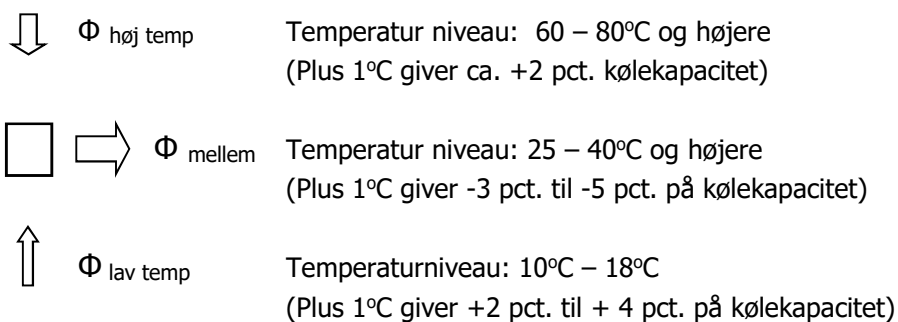 Φ høj temp Temperatur niveau: 60 – 80°C og højere
(Plus 1°C giver ca. +2 pct. kølekapacitet)
Φ mellem Temperatur niveau: 25 – 40°C og højere
(Plus 1°C giver -3 pct. til -5 pct. på kølekapacitet)
Φ lav temp Temperaturniveau: 10°C – 18°C
(Plus 1°C giver +2 pct. til + 4 pct. på kølekapacitet)